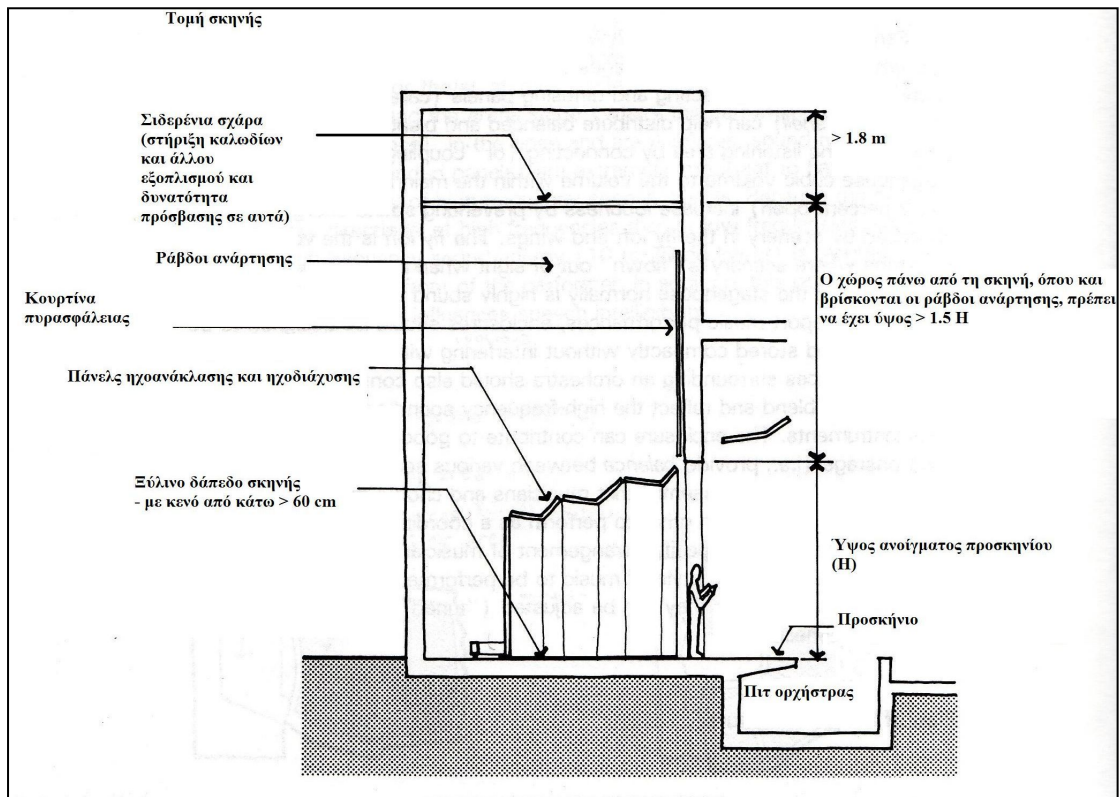 Τομή σκηνής
Σιδερένια σχάρα
(στήριξη καλωδίων
και άλλου
εξοπλισμού και
δυνατότητα
πρόσβασης σε αυτά)
> 1.8 m
Ράβδοι ανάρτησης
Κουρτίνα
πυρασφάλειας
Ο χώρος πάνω από τη σκηνή, όπου και
βρίσκονται οι ράβδοι ανάρτησης, πρέπει
να έχει ύψος > 1.5 H
Πάνελς ηχοανάκλασης και ηχοδιάχυσης
Ξύλινο δάπεδο σκηνής
- με κενό από κάτω > 60 cm
Ύψος ανοίγματος προσκηνίου
(H)
Προσκήνιο
Πιτ ορχήστρας